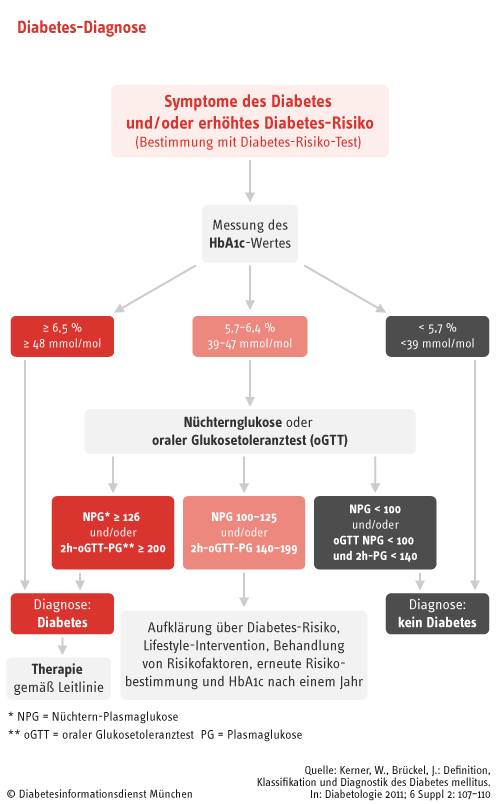 Diabetes-Diagnose
Symptome des Diabetes
und/oder erhöhtes Diabetes-Risiko
(Bestimmung mit Diabetes-Risiko-Test)
Messung des
HbA1c-Wertes
≥ 6,5 %
≥ 48 mmol/mol
5,7–6,4 %
39–47 mmol/mol
< 5,7 %
<39 mmol/mol
Nüchternglukose oder
oraler Glukosetoleranztest (oGTT)
NPG* ≥ 126
und/oder
2h-oGTT-PG** ≥ 200
NPG 100–125
und/oder
2h-oGTT-PG 140–199
NPG < 100
und/oder
oGTT NPG < 100
und 2h-PG < 140
Diagnose:
Diabetes
Aufklärung über Diabetes-Risiko,
Lifestyle-Intervention, Behandlung
von Risikofaktoren, erneute Risiko-
bestimmung und HbA1c nach einem Jahr
Diagnose:
kein Diabetes
Therapie
gemäß Leitlinie
* NPG = Nüchtern-Plasmaglukose
** oGTT = oraler Glukosetoleranztest PG = Plasmaglukose
Quelle: Kerner, W., Brückel, J.: Definition,
Klassifikation und Diagnostik des Diabetes mellitus.
In: Diabetologie 2011; 6 Suppl 2: 107–110
© Diabetesinformationsdienst München